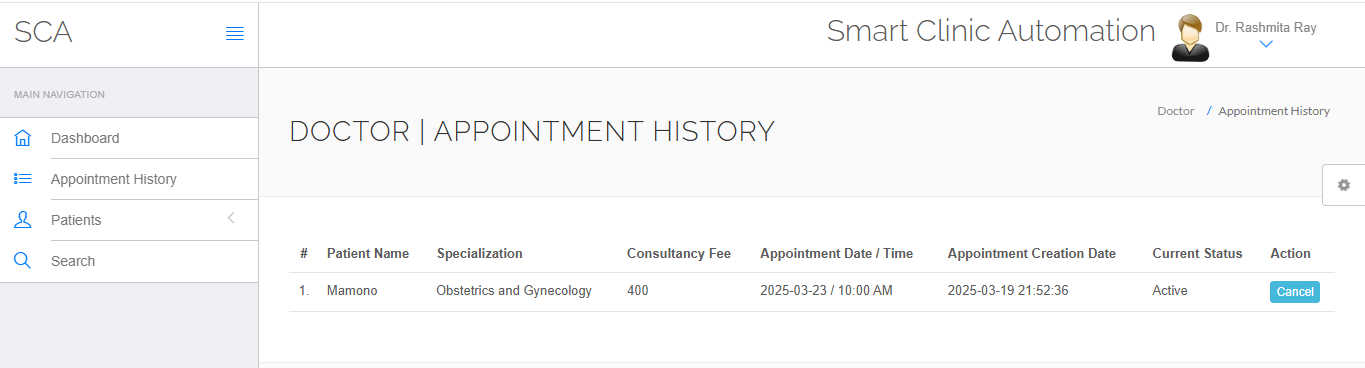 SCA
Smart Clinic Automation
Dr. Rashmita Ray
MAIN NAVIGATION
Dashboard
Appointment History
Patients
Search
DOCTOR | APPOINTMENT HISTORY
Doctor / Appointment History
# Patient Name Specialization Consultancy Fee Appointment Date / Time Appointment Creation Date Current Status Action
1. Mamono Obstetrics and Gynecology 400 2025-03-23 / 10:00 AM 2025-03-19 21:52:36 Active Cancel